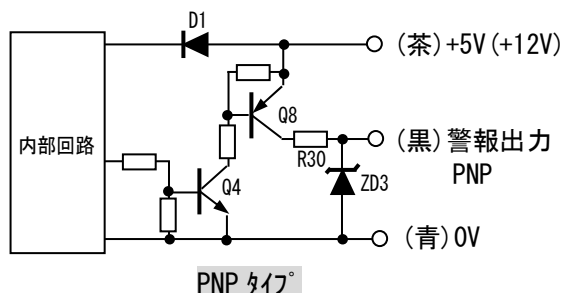 D1
(茶)+5V(+12V)
Q8
内部回路
(黒)警報出力
R30
PNP
ZD3
Q4
(青)0V
PNP ﾀｲﾌﾟ